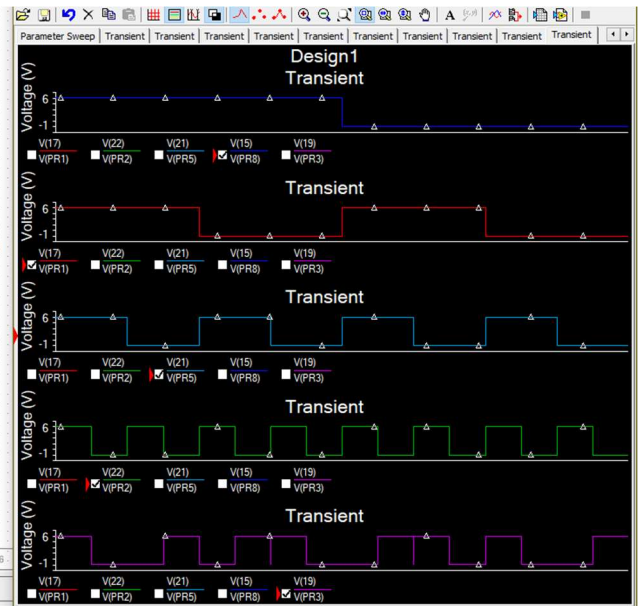 Parameter Sweep Transient Transient Transient Transient Transient Transient Transient Transient Transient Transient
Design1
Transient
Voltage (V)
6
-1
V(17) V(22) V(21) V(15) V(19)
V(PR1) V(PR2) V(PR5) V(PR8) V(PR3)
Transient
Voltage (V)
6
-1
V(17) V(22) V(21) V(15) V(19)
V(PR1) V(PR2) V(PR5) V(PR8) V(PR3)
Transient
Voltage (V)
6
-1
V(17) V(22) V(21) V(15) V(19)
V(PR1) V(PR2) V(PR5) V(PR8) V(PR3)
Transient
Voltage (V)
6
-1
V(17) V(22) V(21) V(15) V(19)
V(PR1) V(PR2) V(PR5) V(PR8) V(PR3)
Transient
Voltage (V)
6
-1
V(17) V(22) V(21) V(15) V(19)
V(PR1) V(PR2) V(PR5) V(PR8) V(PR3)